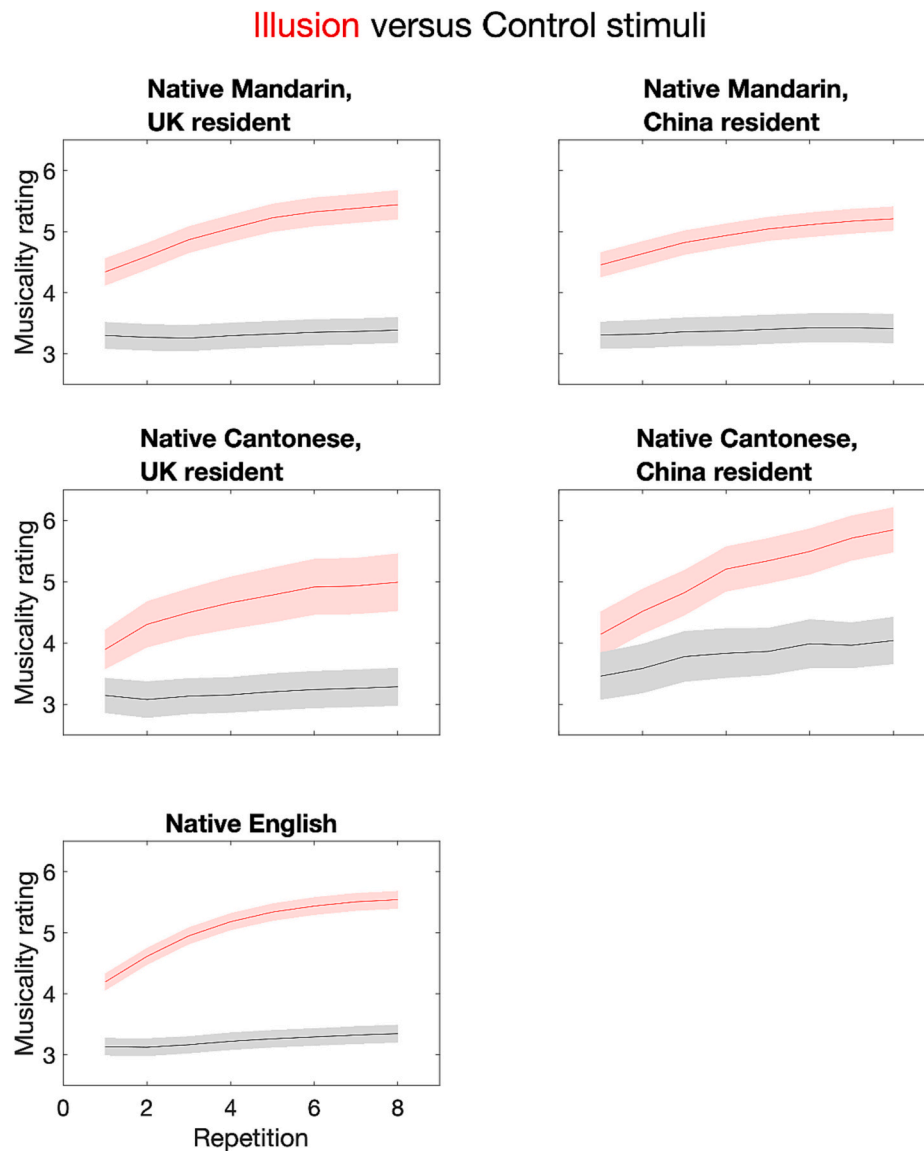 Illusion versus Control stimuli
Native Mandarin,
UK resident
Native Mandarin,
China resident
Musicality rating
6
5
4
3
Native Cantonese,
UK resident
Native Cantonese,
China resident
Musicality rating
6
5
4
3
Native English
Musicality rating
6
5
4
3
0 2 4 6 8
Repetition